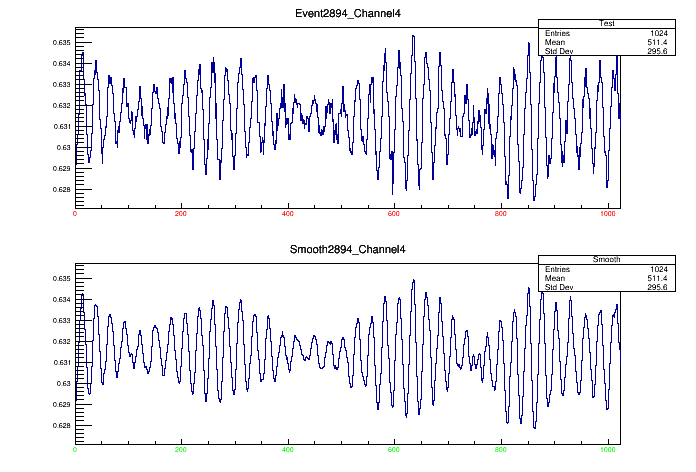 Event2894_Channel4
Test
Entries 1024
Mean 511.4
Std Dev 295.6
0.635
0.634
0.633
0.632
0.631
0.63
0.629
0.628
0 200 400 600 800 1000
Smooth2894_Channel4
Smooth
Entries 1024
Mean 511.4
Std Dev 295.6
0.635
0.634
0.633
0.632
0.631
0.63
0.629
0.628
0 200 400 600 800 1000